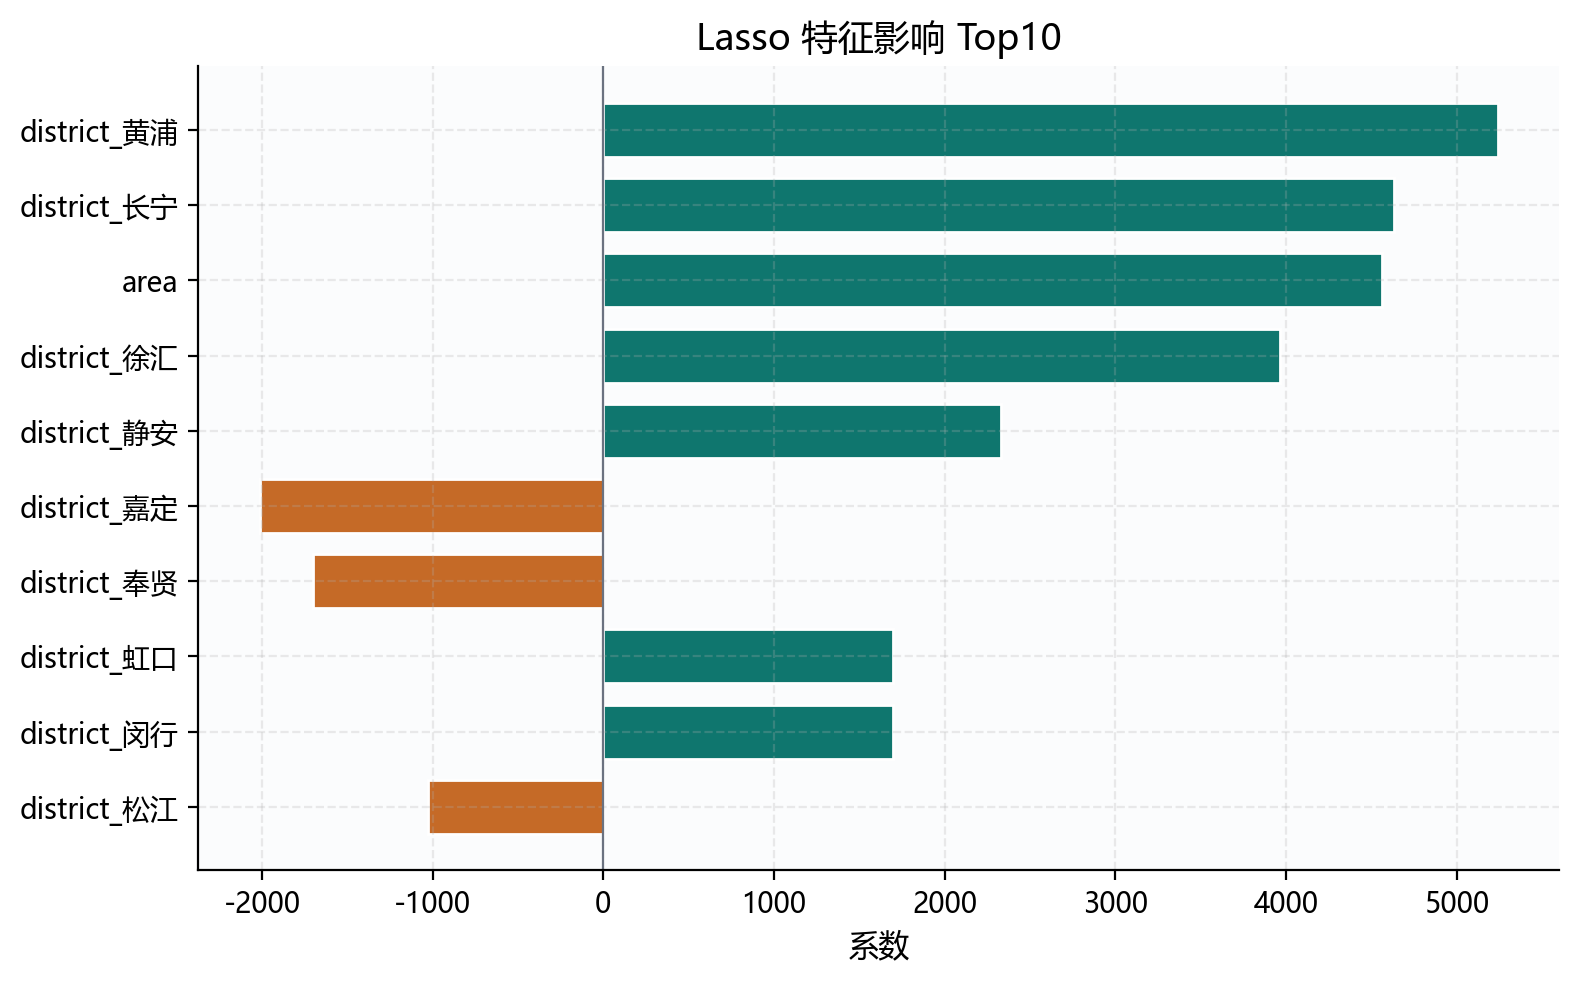 Lasso 特征影响 Top10
district_黄浦
district_长宁
area
district_徐汇
district_静安
district_嘉定
district_奉贤
district_虹口
district_闵行
district_松江
-2000 -1000 0 1000 2000 3000 4000 5000
系数